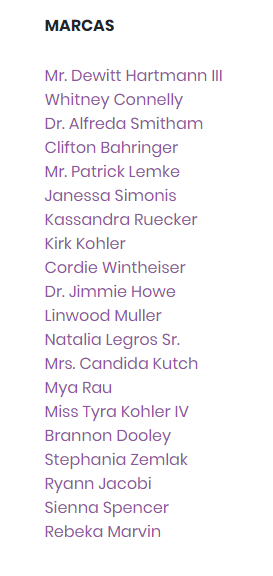 MARCAS
Mr. Dewitt Hartmann III
Whitney Connelly
Dr. Alfreda Smitham
Clifton Bahringer
Mr. Patrick Lemke
Janessa Simonis
Kassandra Ruecker
Kirk Kohler
Cordie Wintheiser
Dr. Jimmie Howe
Linwood Muller
Natalia Legros Sr.
Mrs. Candida Kutch
Mya Rau
Miss Tyra Kohler IV
Brannon Dooley
Stephania Zemlak
Ryann Jacobi
Sienna Spencer
Rebeka Marvin